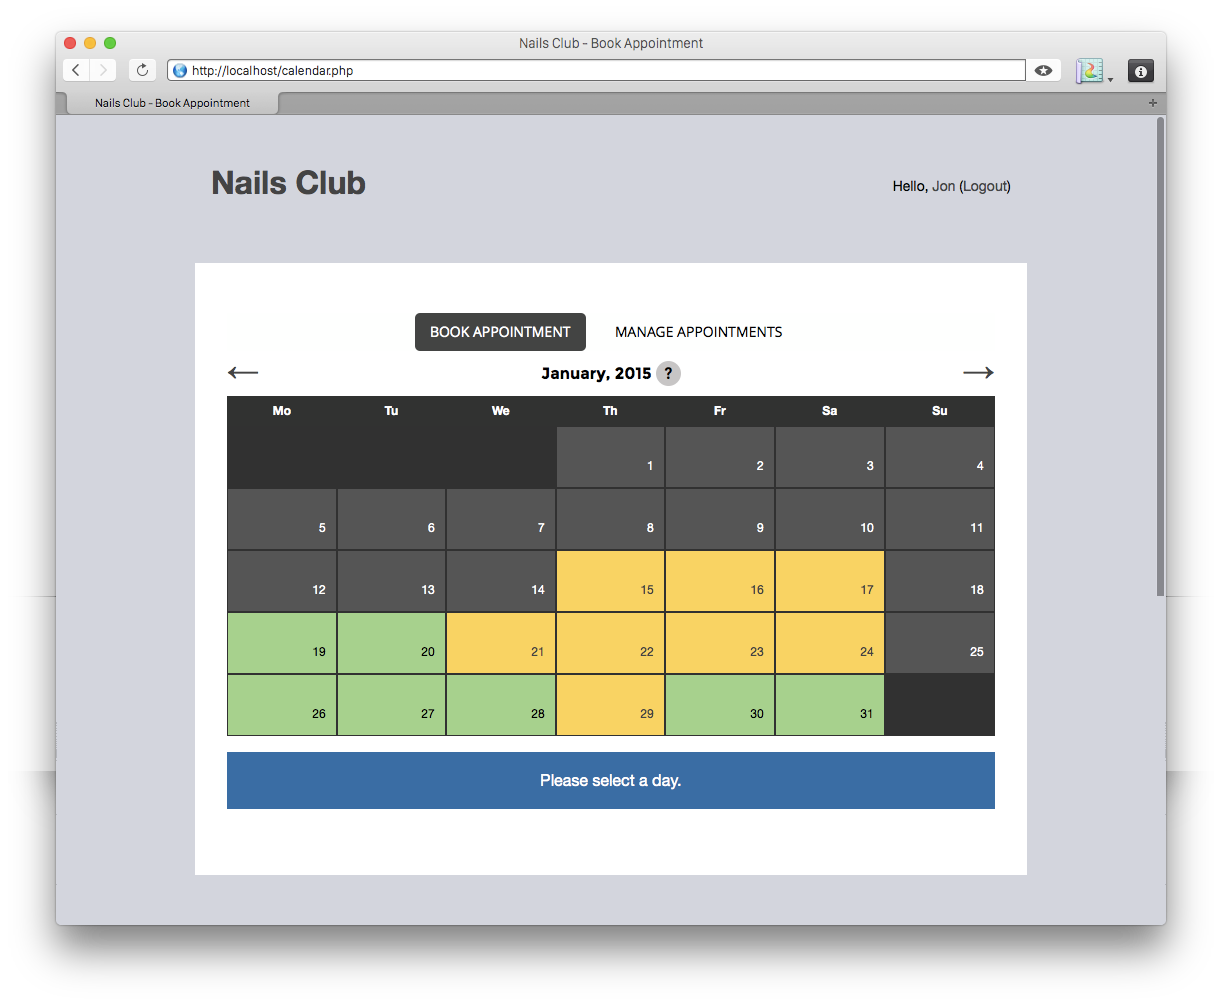 Nails Club - Book Appointment
http://localhost/calendar.php
Nails Club - Book Appointment
Nails Club
Hello, Jon (Logout)
BOOK APPOINTMENT MANAGE APPOINTMENTS
← January, 2015 ? →
Mo Tu We Th Fr Sa Su
1 2 3 4
5 6 7 8 9 10 11
12 13 14 15 16 17 18
19 20 21 22 23 24 25
26 27 28 29 30 31
Please select a day.